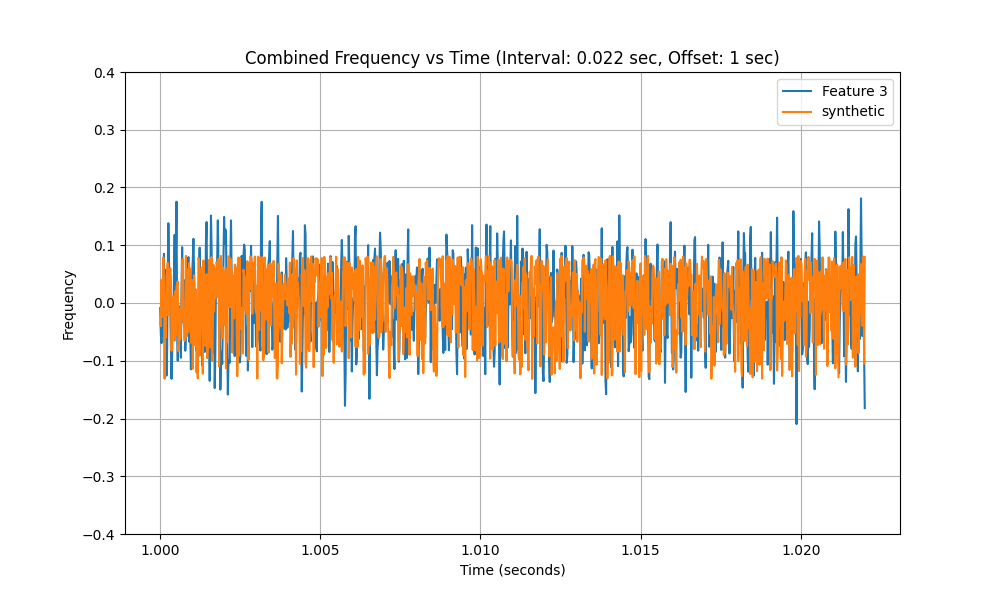 Combined Frequency vs Time (Interval: 0.022 sec, Offset: 1 sec)
Feature 3
synthetic
0.4
0.3
0.2
0.1
0.0
−0.1
−0.2
−0.3
−0.4
Frequency
1.000 1.005 1.010 1.015 1.020
Time (seconds)